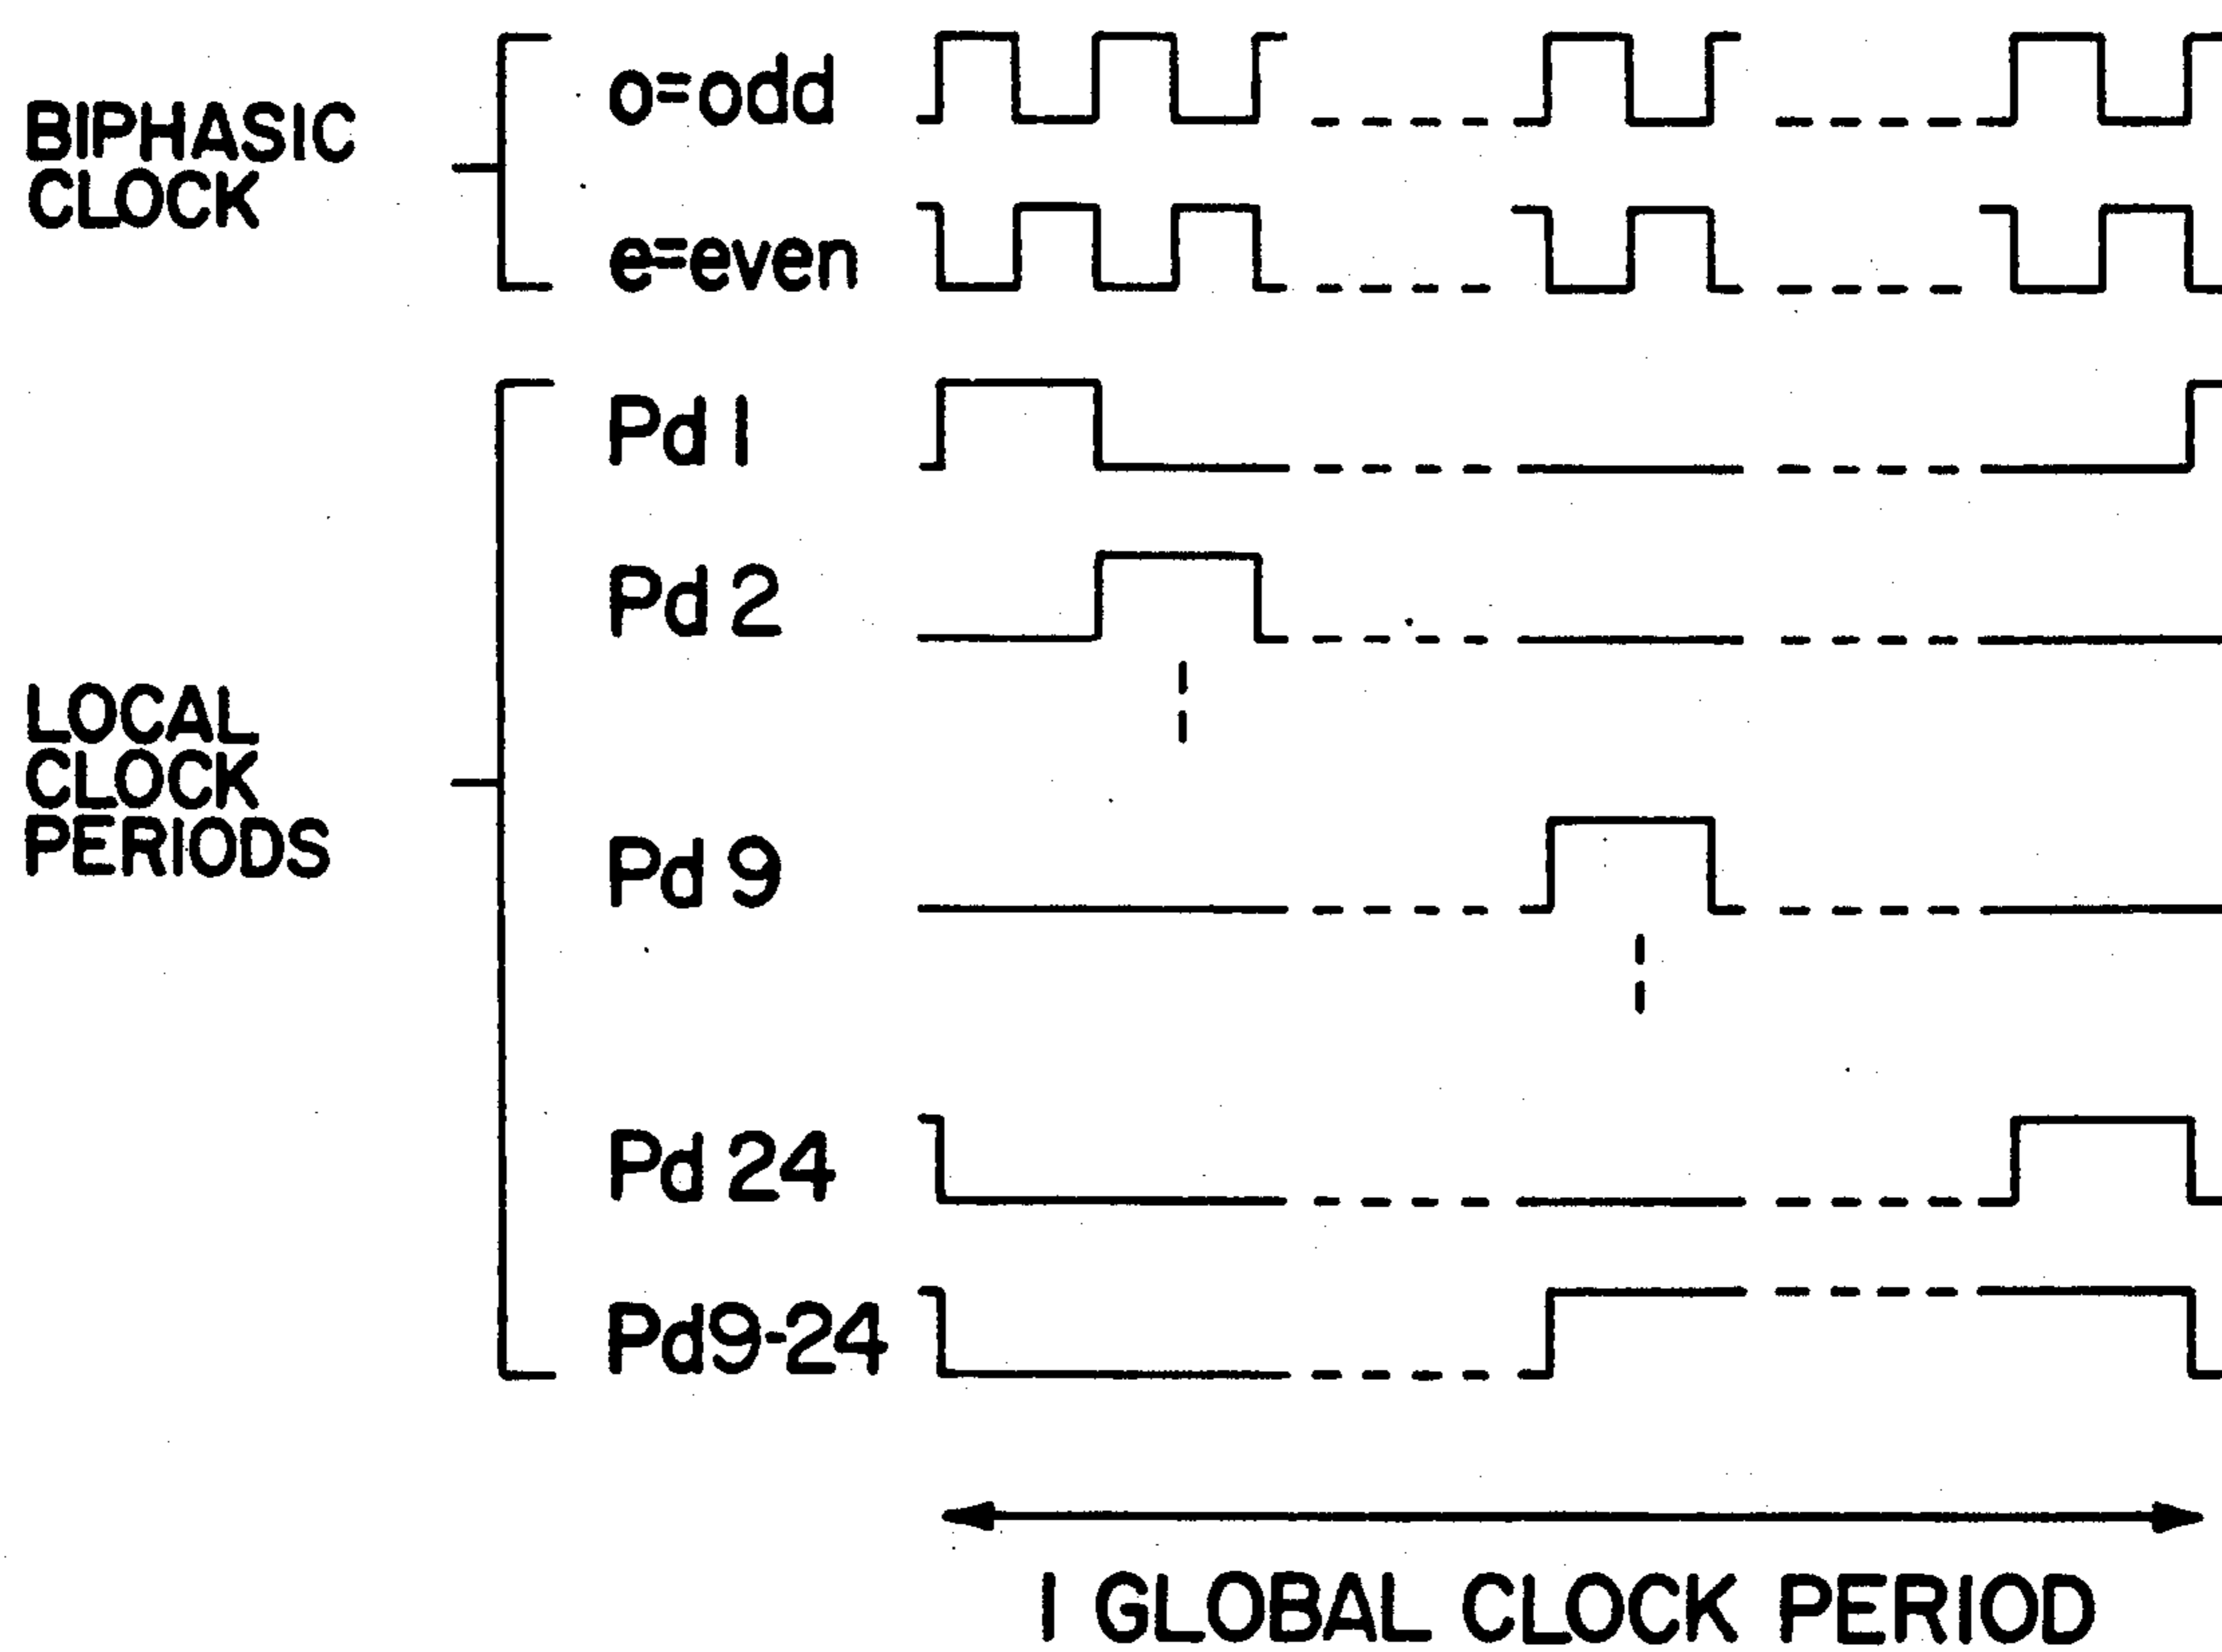 BIPHASIC
CLOCK
o=odd
e=even
LOCAL
CLOCK
PERIODS
Pd 1
Pd 2
Pd 9
Pd 24
Pd9-24
1 GLOBAL CLOCK PERIOD